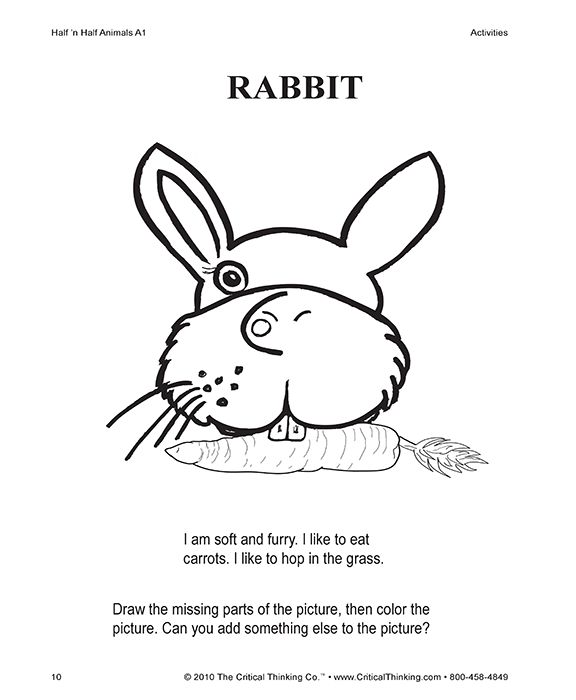 Half ’n Half Animals A1
Activities
RABBIT
I am soft and furry. I like to eat
carrots. I like to hop in the grass.
Draw the missing parts of the picture, then color the
picture. Can you add something else to the picture?
10
© 2010 The Critical Thinking Co.™ • www.CriticalThinking.com • 800-458-4849